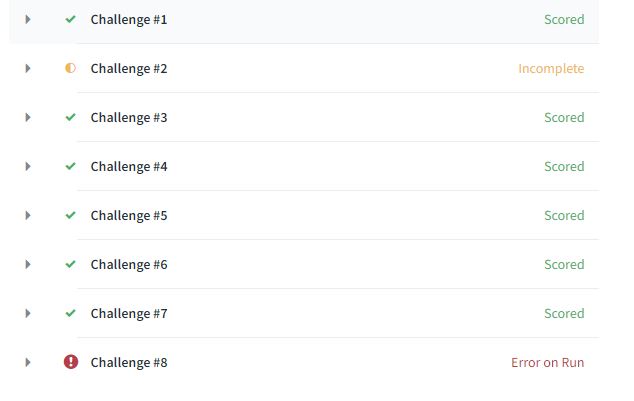 Challenge #1 Scored
Challenge #2 Incomplete
Challenge #3 Scored
Challenge #4 Scored
Challenge #5 Scored
Challenge #6 Scored
Challenge #7 Scored
Challenge #8 Error on Run